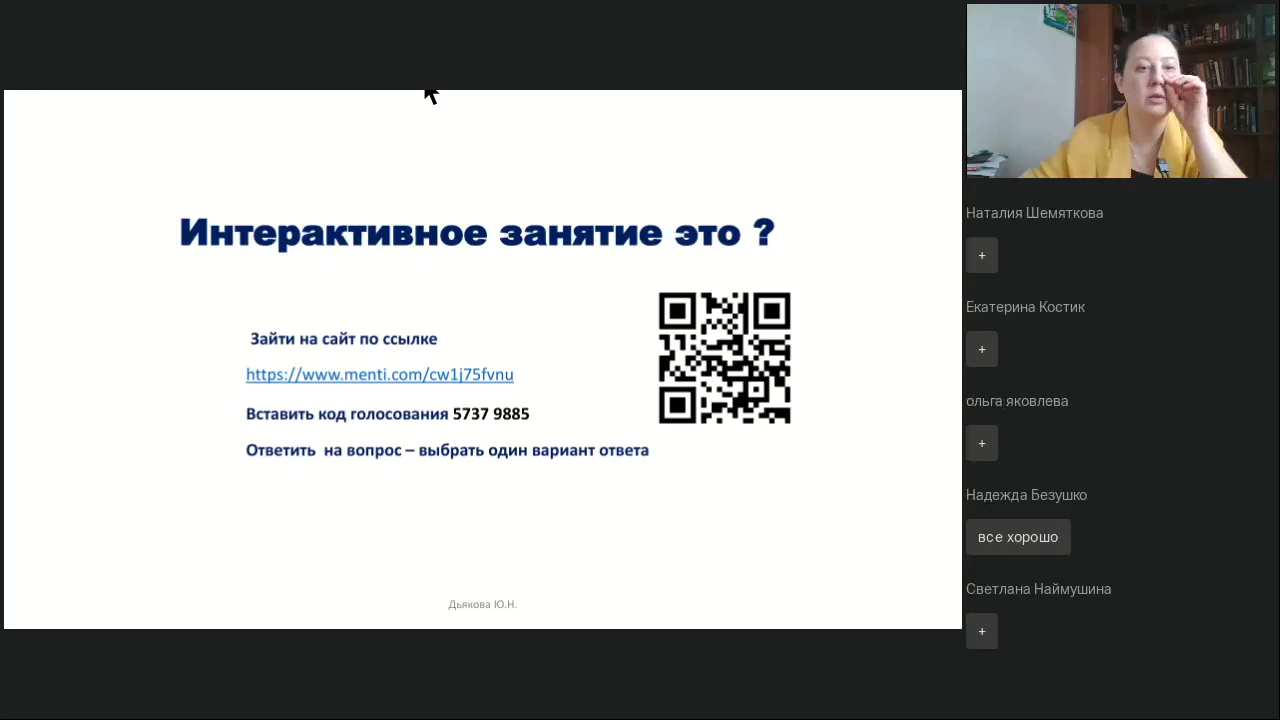 Интерактивное занятие это ?
Зайти на сайт по ссылке
https://www.menti.com/cw1j75fvnu
Вставить код голосования 5737 9885
Ответить на вопрос – выбрать один вариант ответа
Дьякова Ю.Н.
Наталия Шемяткова
+
Екатерина Костик
+
ольга яковлева
+
Надежда Безушко
все хорошо
Светлана Наймушина
+